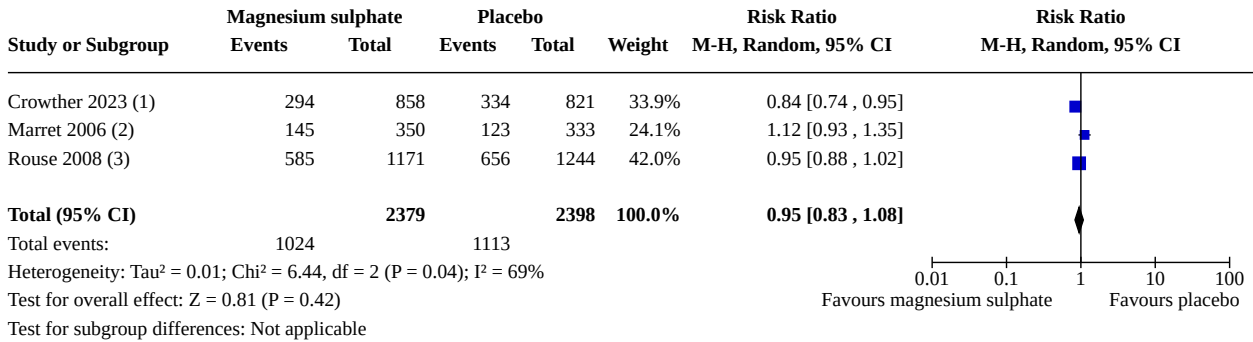 Magnesium sulphate Placebo Risk Ratio Risk Ratio
Study or Subgroup Events Total Events Total Weight M-H, Random, 95% CI M-H, Random, 95% CI
Crowther 2023 (1) 294 858 334 821 33.9% 0.84 [0.74 , 0.95]
Marret 2006 (2) 145 350 123 333 24.1% 1.12 [0.93 , 1.35]
Rouse 2008 (3) 585 1171 656 1244 42.0% 0.95 [0.88 , 1.02]
Total (95% CI) 2379 2398 100.0% 0.95 [0.83 , 1.08]
Total events: 1024 1113
Heterogeneity: Tau² = 0.01; Chi² = 6.44, df = 2 (P = 0.04); I² = 69%
Test for overall effect: Z = 0.81 (P = 0.42)
Test for subgroup differences: Not applicable
0.01 0.1 1 10 100
Favours magnesium sulphate Favours placebo